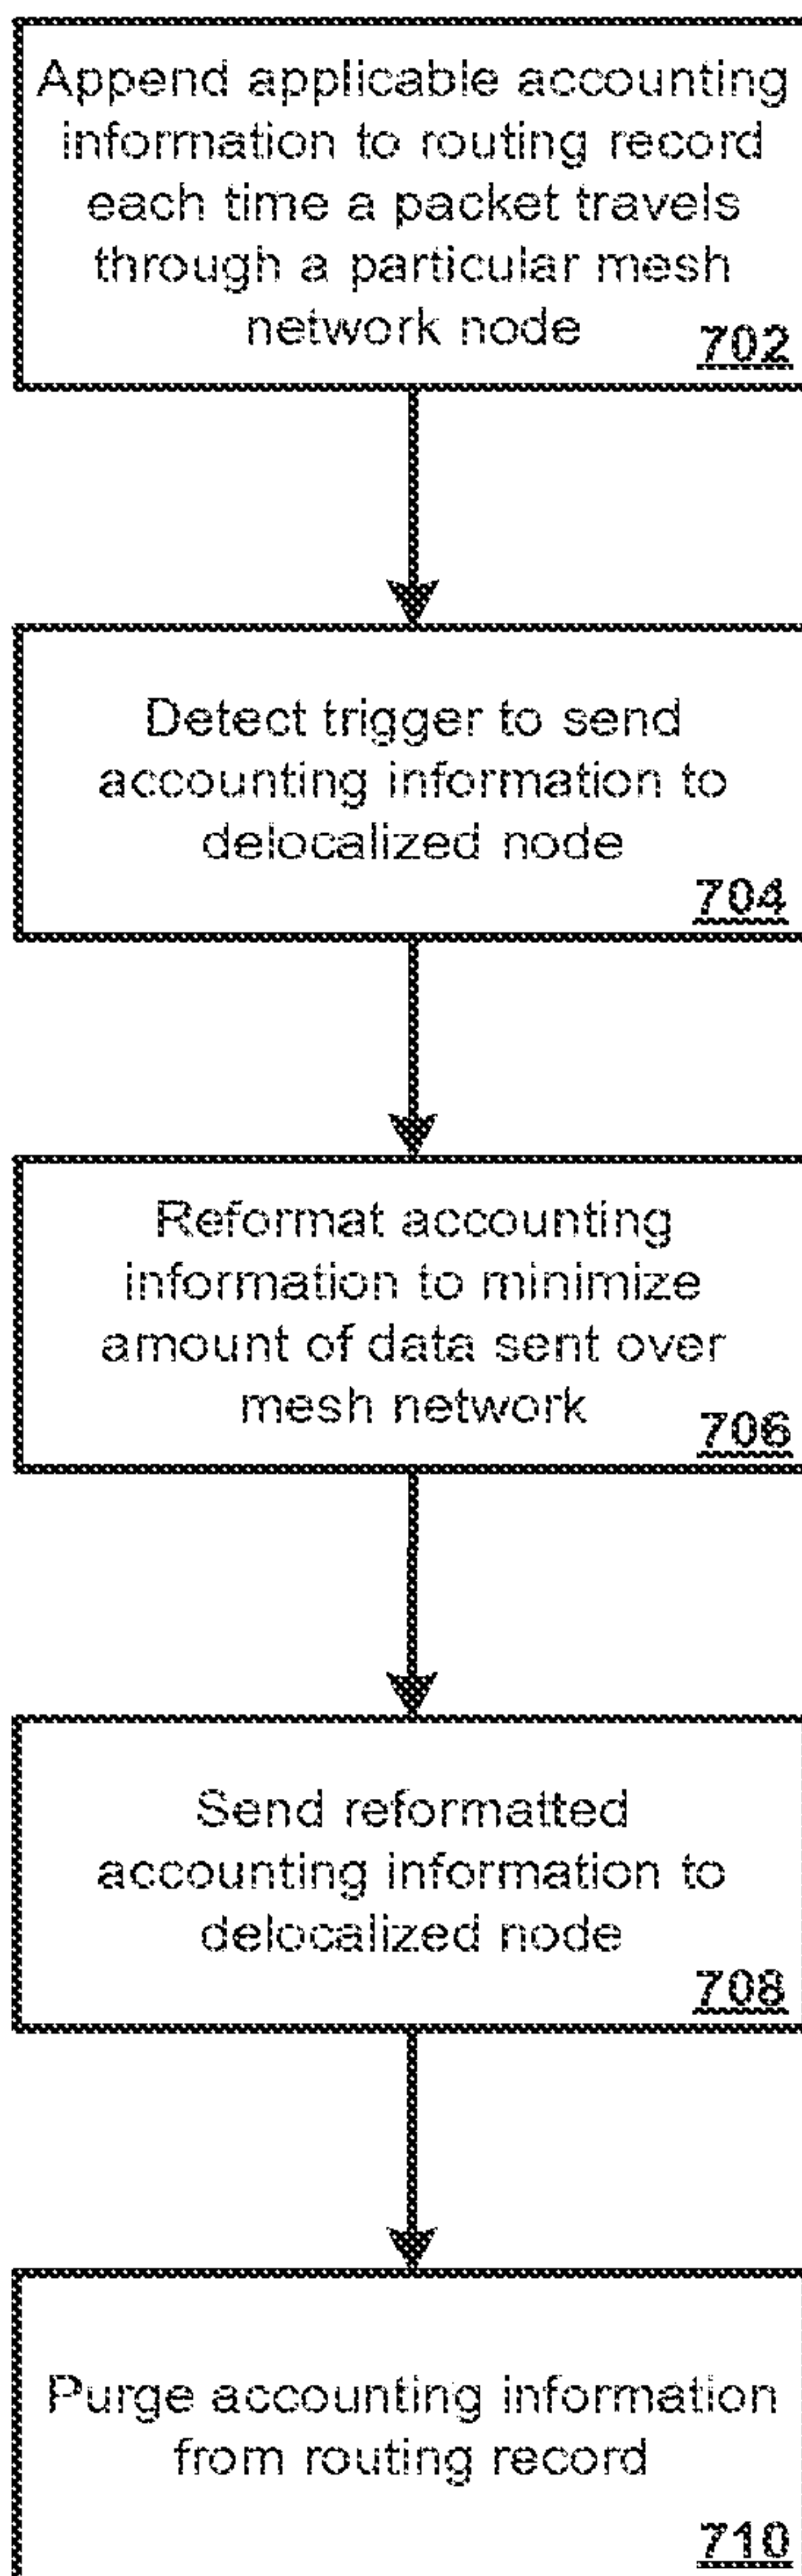 Append applicable accounting
information to routing record
each time a packet travels
through a particular mesh
network node
702
Detect trigger to send
accounting information to
delocalized node
704
Reformat accounting
information to minimize
amount of data sent over
mesh network
706
Send reformatted
accounting information to
delocalized node
708
Purge accounting information
from routing record
710